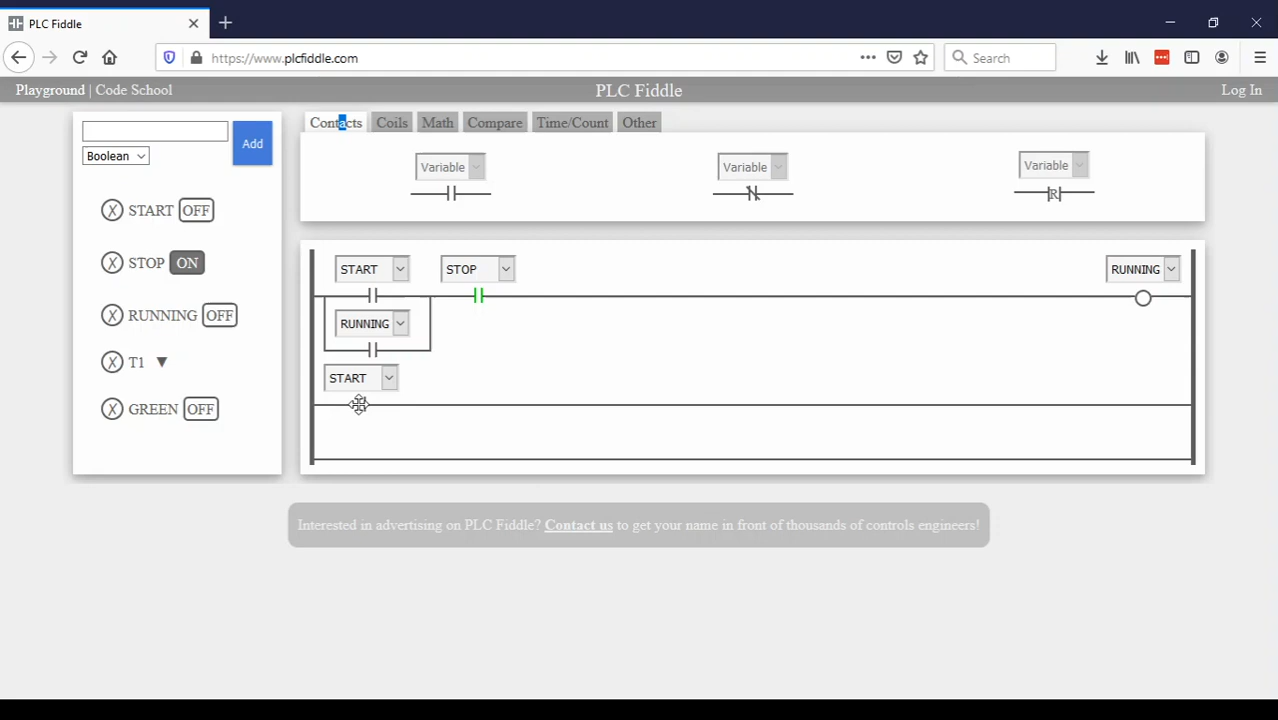 PLC Fiddle
https://www.plcfiddle.com
Search
Playground | Code School
PLC Fiddle
Log In
Add
Boolean
X START OFF
X STOP ON
X RUNNING OFF
X T1
X GREEN OFF
Contacts
Coils
Math
Compare
Time/Count
Other
Variable
Variable
Variable
R
START
STOP
RUNNING
RUNNING
START
Interested in advertising on PLC Fiddle? Contact us to get your name in front of thousands of controls engineers!